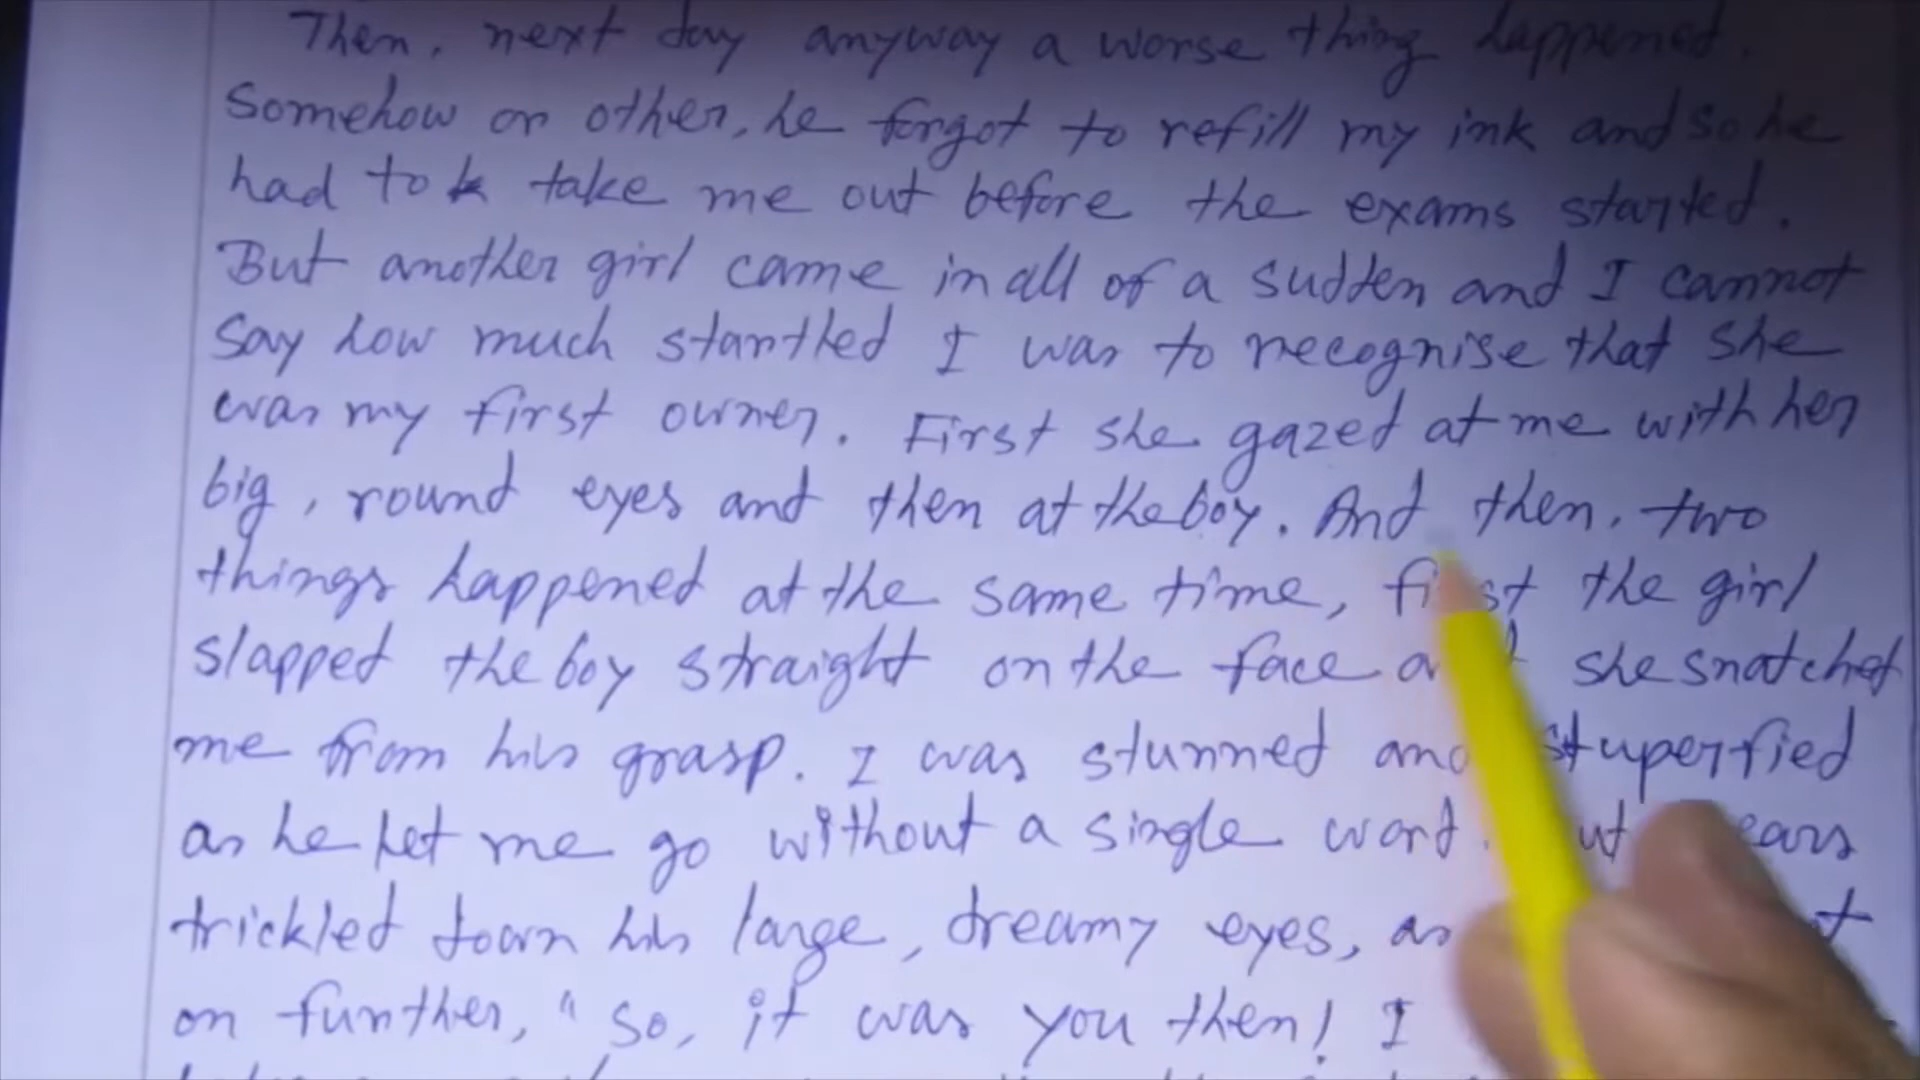 Then, next day anyway a worse thing happened.
Somehow or other, he forgot to refill my ink and so he
had to take me out before the exams started.
But another girl came in all of a sudden and I cannot
say how much startled I was to recognise that she
was my first owner. First she gazed at me with her
big, round eyes and then at the boy. And then, two
things happened at the same time, first the girl
slapped the boy straight on the face she snatched
me from his grasp. I was stunned and stuperfied
as he let me go without a single word.
trickled down his large, dreamy eyes,
on further, "So, it was you then! I